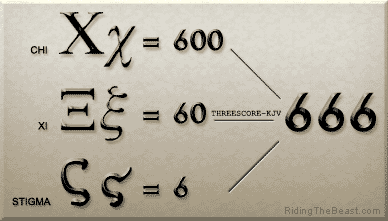 CHI Χχ = 600
XI Ξξ = 60 THREESCORE-KJV 666
STIGMA Ϛϛ = 6
RidingTheBeast.com